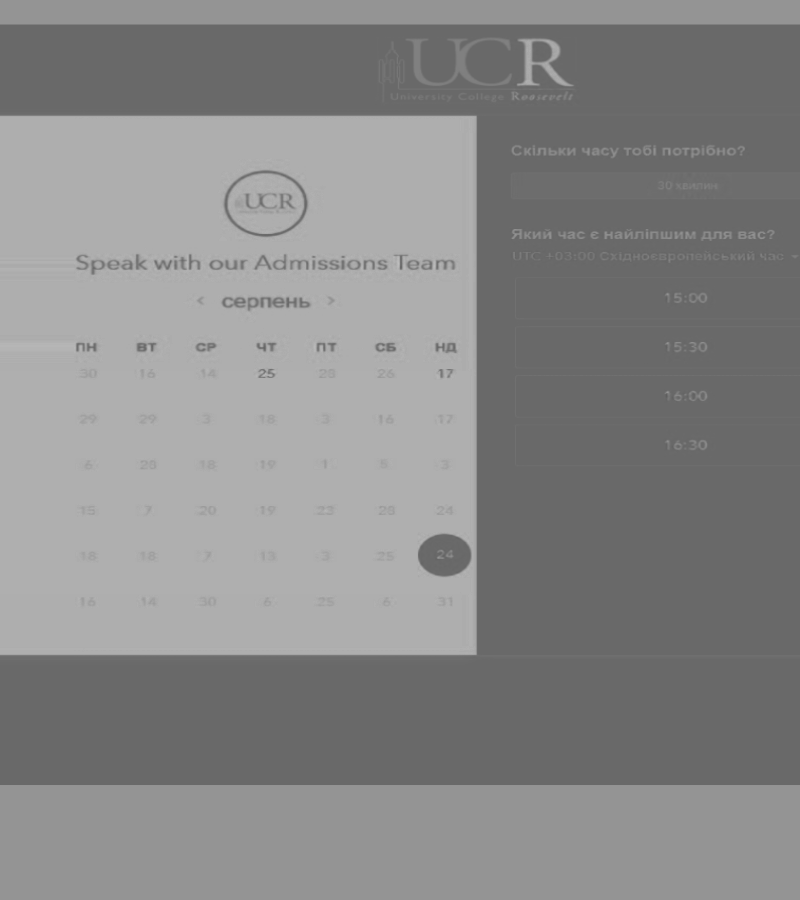 UCR
University College Roosevelt
UCR
Speak with our Admissions Team
< серпень >
ПН ВТ СР ЧТ ПТ СБ НД
30 16 14 25 28 26 17
29 29 3 18 3 16 17
6 28 18 19 1 5 3
15 7 20 19 23 28 24
18 18 7 13 3 25 24
16 14 30 6 25 6 31
Скільки часу тобі потрібно?
30 хвилин
Який час є найліпшим для вас?
UTC +03:00 Східноєвропейський час
15:00
15:30
16:00
16:30